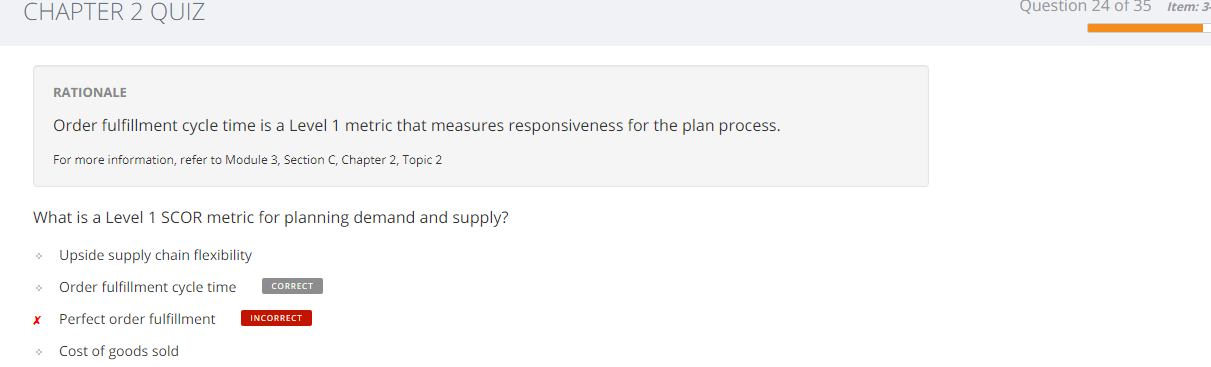 CHAPTER 2 QUIZ
Question 24 of 35 Item: 3-
RATIONALE
Order fulfillment cycle time is a Level 1 metric that measures responsiveness for the plan process.
For more information, refer to Module 3, Section C, Chapter 2, Topic 2
What is a Level 1 SCOR metric for planning demand and supply?
Upside supply chain flexibility
Order fulfillment cycle time CORRECT
✗ Perfect order fulfillment INCORRECT
Cost of goods sold